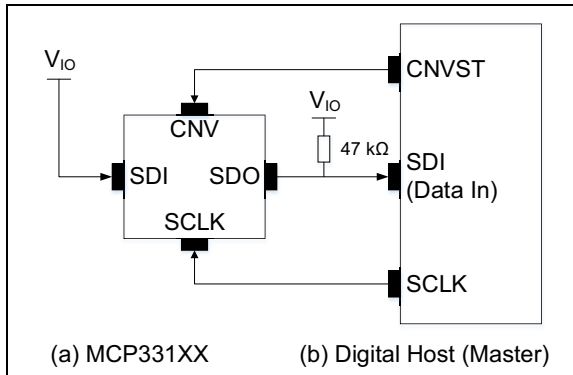 V_IO
CNVST
V_IO
CNV
47 kΩ
SDI SDO
SDI
(Data In)
SCLK
SCLK
(a) MCP331XX (b) Digital Host (Master)